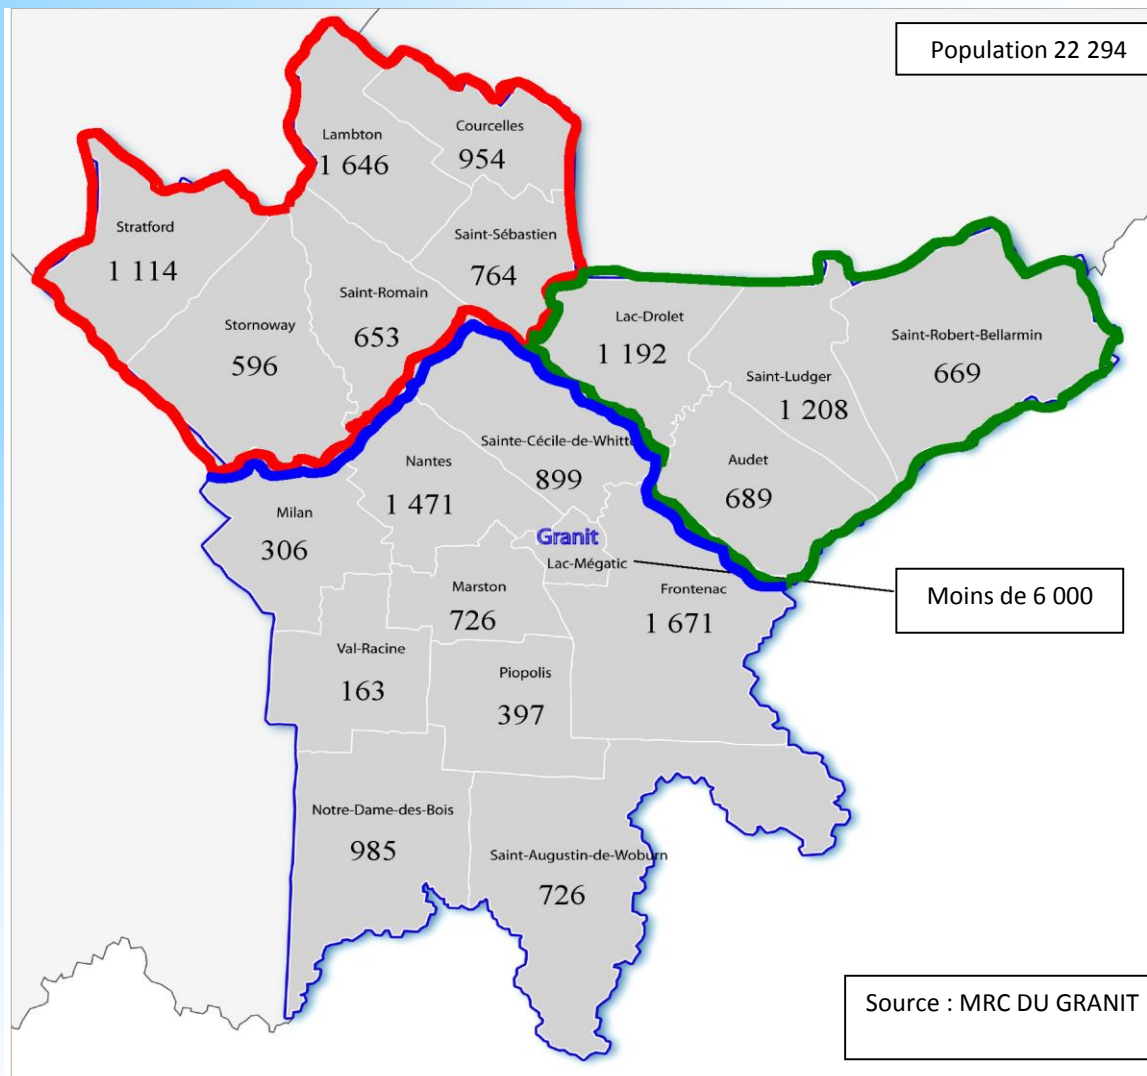 Population 22 294
Lambton
1 646
Courcelles
954
Stratford
1 114
Saint-Sébastien
764
Saint-Romain
653
Stornoway
596
Lac-Drolet
1 192
Saint-Robert-Bellarmin
669
Saint-Ludger
1 208
Audet
689
Sainte-Cécile-de-Whitto
899
Nantes
1 471
Milan
306
Granit
Lac-Mégatic
Moins de 6 000
Marston
726
Frontenac
1 671
Val-Racine
163
Piopolis
397
Notre-Dame-des-Bois
985
Saint-Augustin-de-Woburn
726
Source : MRC DU GRANIT